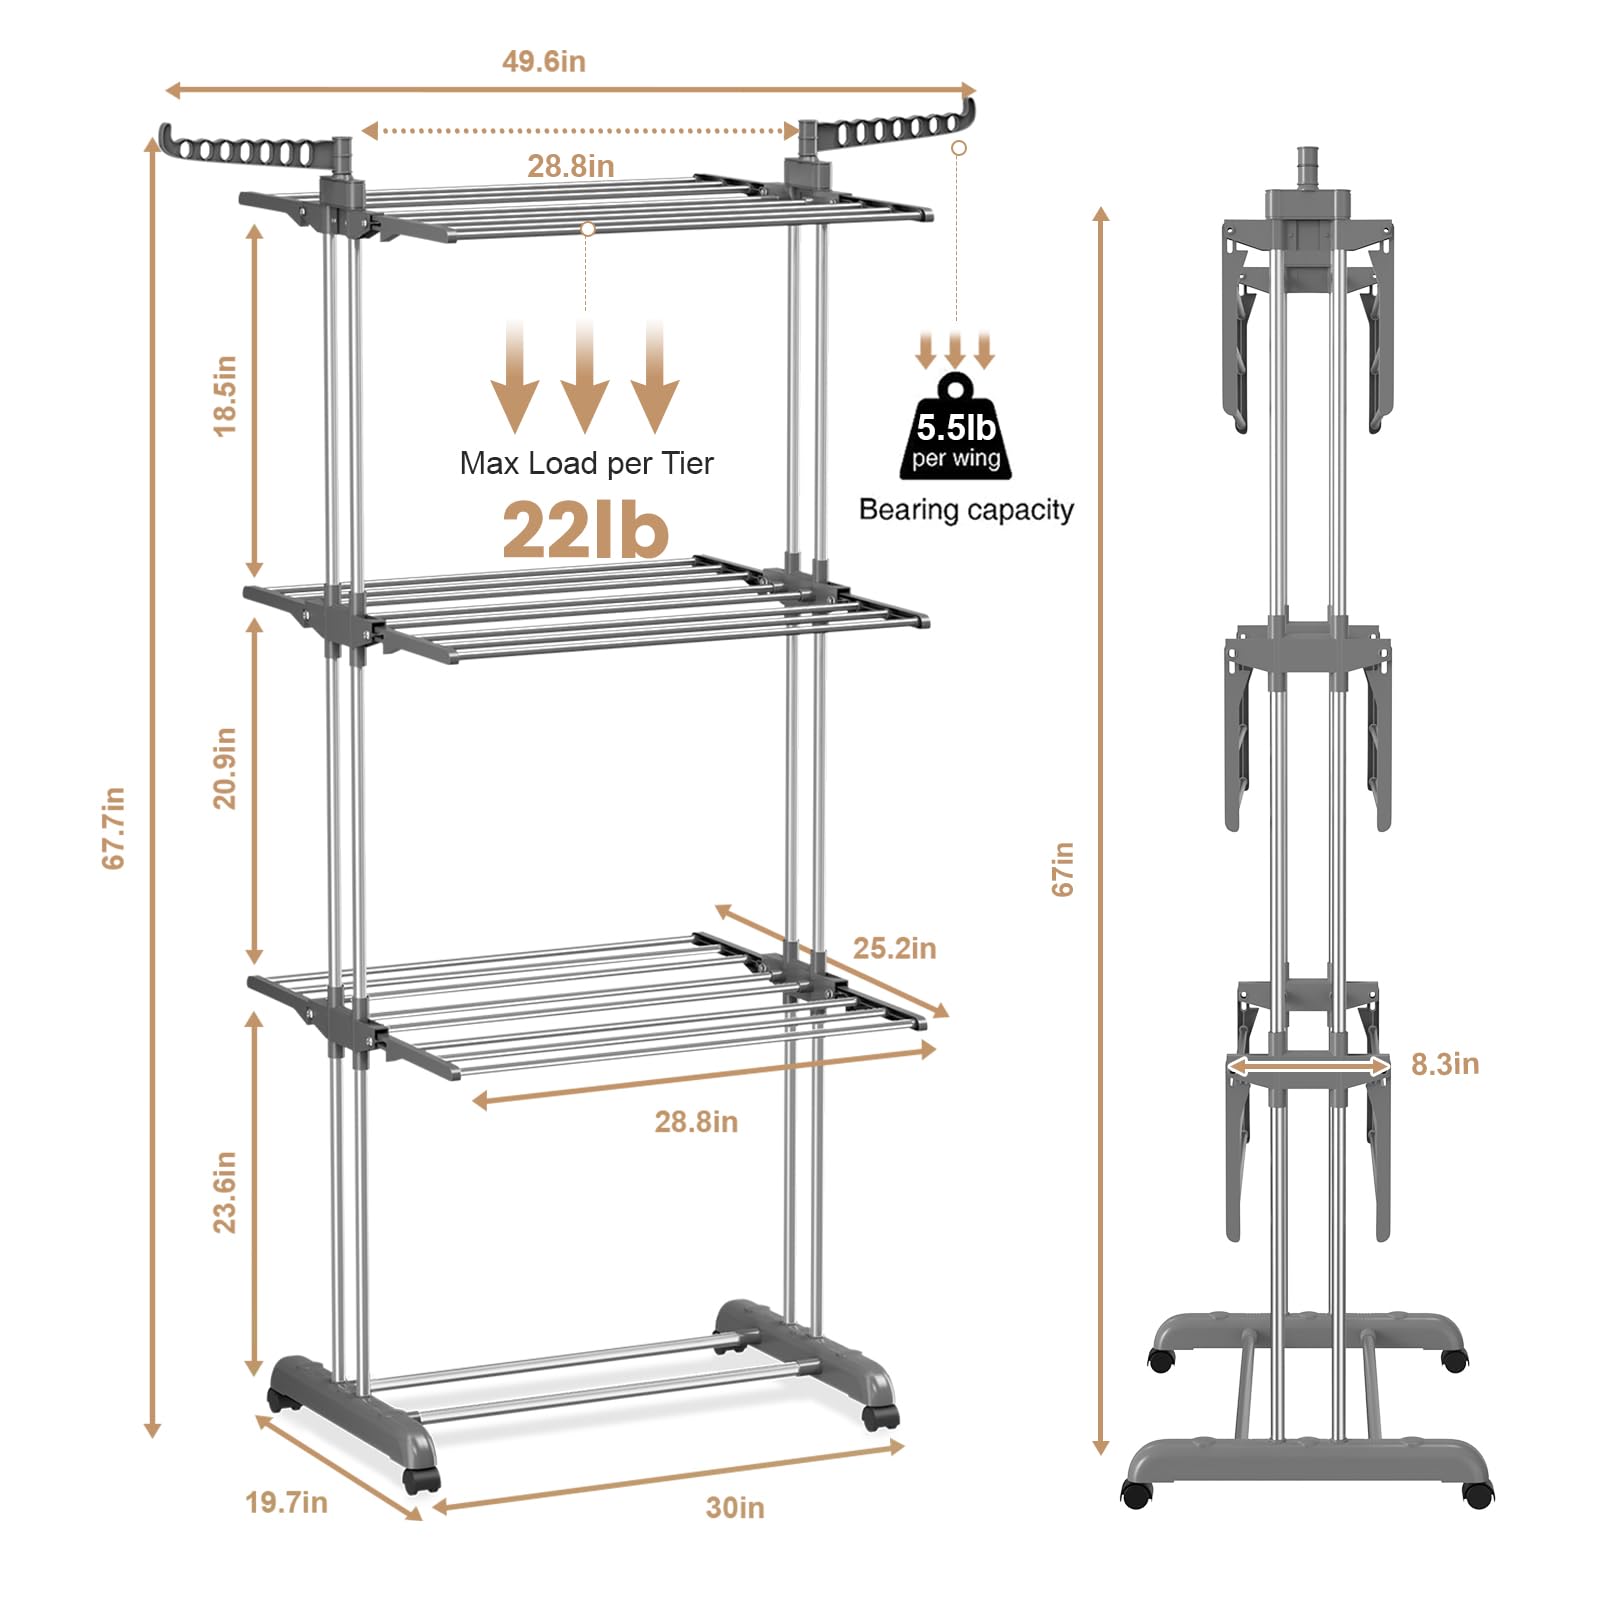 49.6in
28.8in
18.5in
Max Load per Tier
22lb
5.5lb
per wing
Bearing capacity
20.9in
67.7in
67in
25.2in
28.8in
8.3in
23.6in
19.7in
30in